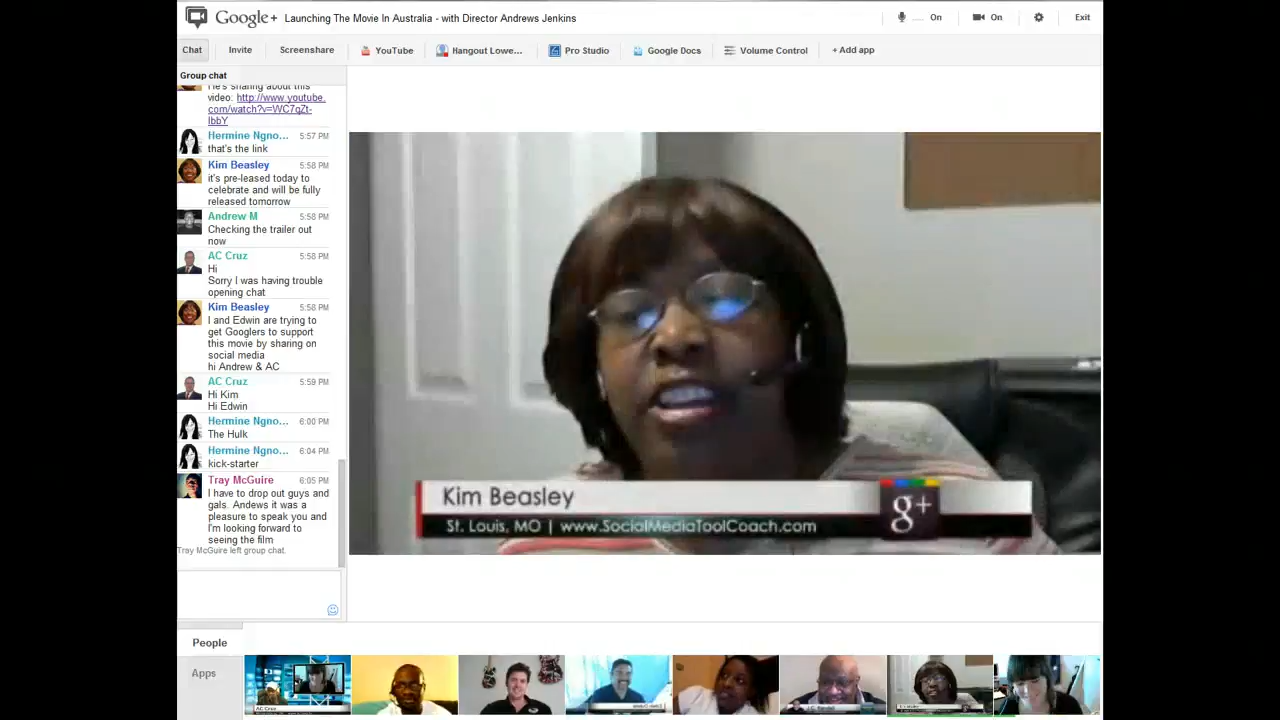 Google+ Launching The Movie In Australia - with Director Andrews Jenkins
On
On
Exit
Chat
Invite
Screenshare
YouTube
Hangout Lowe...
Pro Studio
Google Docs
Volume Control
+ Add app
Group chat
He's sharing about this
video: http://www.youtube.
com/watch?v=WC7qZt-
IbbY
Hermine Ngno... 5:57 PM
that's the link
Kim Beasley 5:58 PM
it's pre-leased today to
celebrate and will be fully
released tomorrow
Andrew M 5:58 PM
Checking the trailer out
now
AC Cruz 5:58 PM
Hi
Sorry I was having trouble
opening chat
Kim Beasley 5:58 PM
I and Edwin are trying to
get Googlers to support
this movie by sharing on
social media
hi Andrew & AC
AC Cruz 5:59 PM
Hi Kim
Hi Edwin
Hermine Ngno... 6:00 PM
The Hulk
Hermine Ngno... 6:04 PM
kick-starter
Tray McGuire 6:05 PM
I have to drop out guys and
gals. Andews it was a
pleasure to speak you and
I'm looking forward to
seeing the film
Tray McGuire left group chat.
Kim Beasley
St. Louis, MO | www.SocialMediaToolCoach.com
g+
People
Apps
AC Cruz